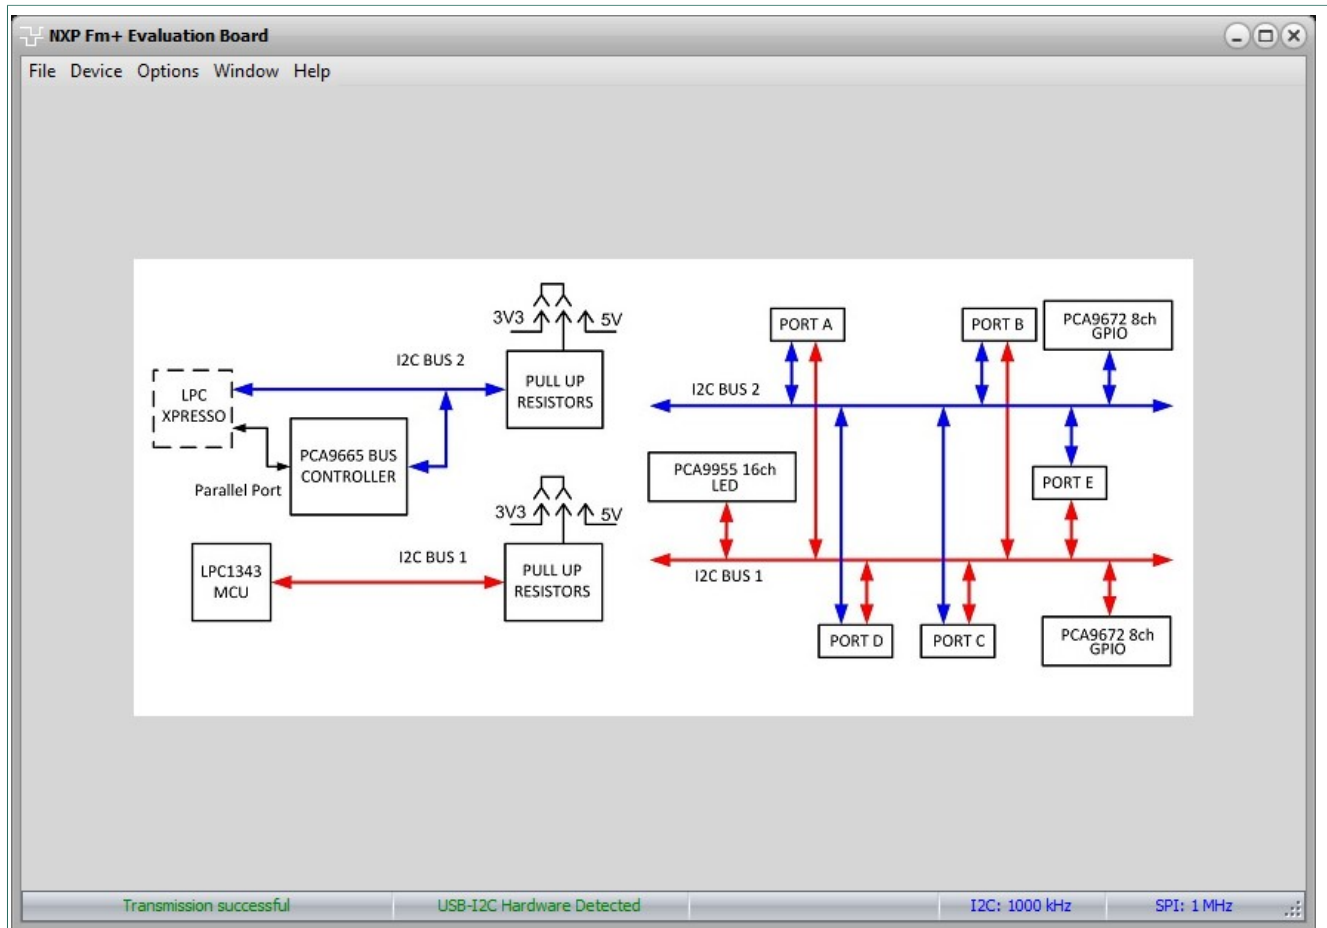 NXP Fm+ Evaluation Board
File Device Options Window Help
3V3
5V
I2C BUS 2
LPC
XPRESSO
PULL UP
RESISTORS
PCA9665 BUS
CONTROLLER
Parallel Port
3V3
5V
I2C BUS 1
LPC1343
MCU
PULL UP
RESISTORS
PORT A
PORT B
PCA9672 8ch
GPIO
I2C BUS 2
PCA9955 16ch
LED
PORT E
I2C BUS 1
PORT D
PORT C
PCA9672 8ch
GPIO
Transmission successful
USB-I2C Hardware Detected
I2C: 1000 kHz
SPI: 1 MHz